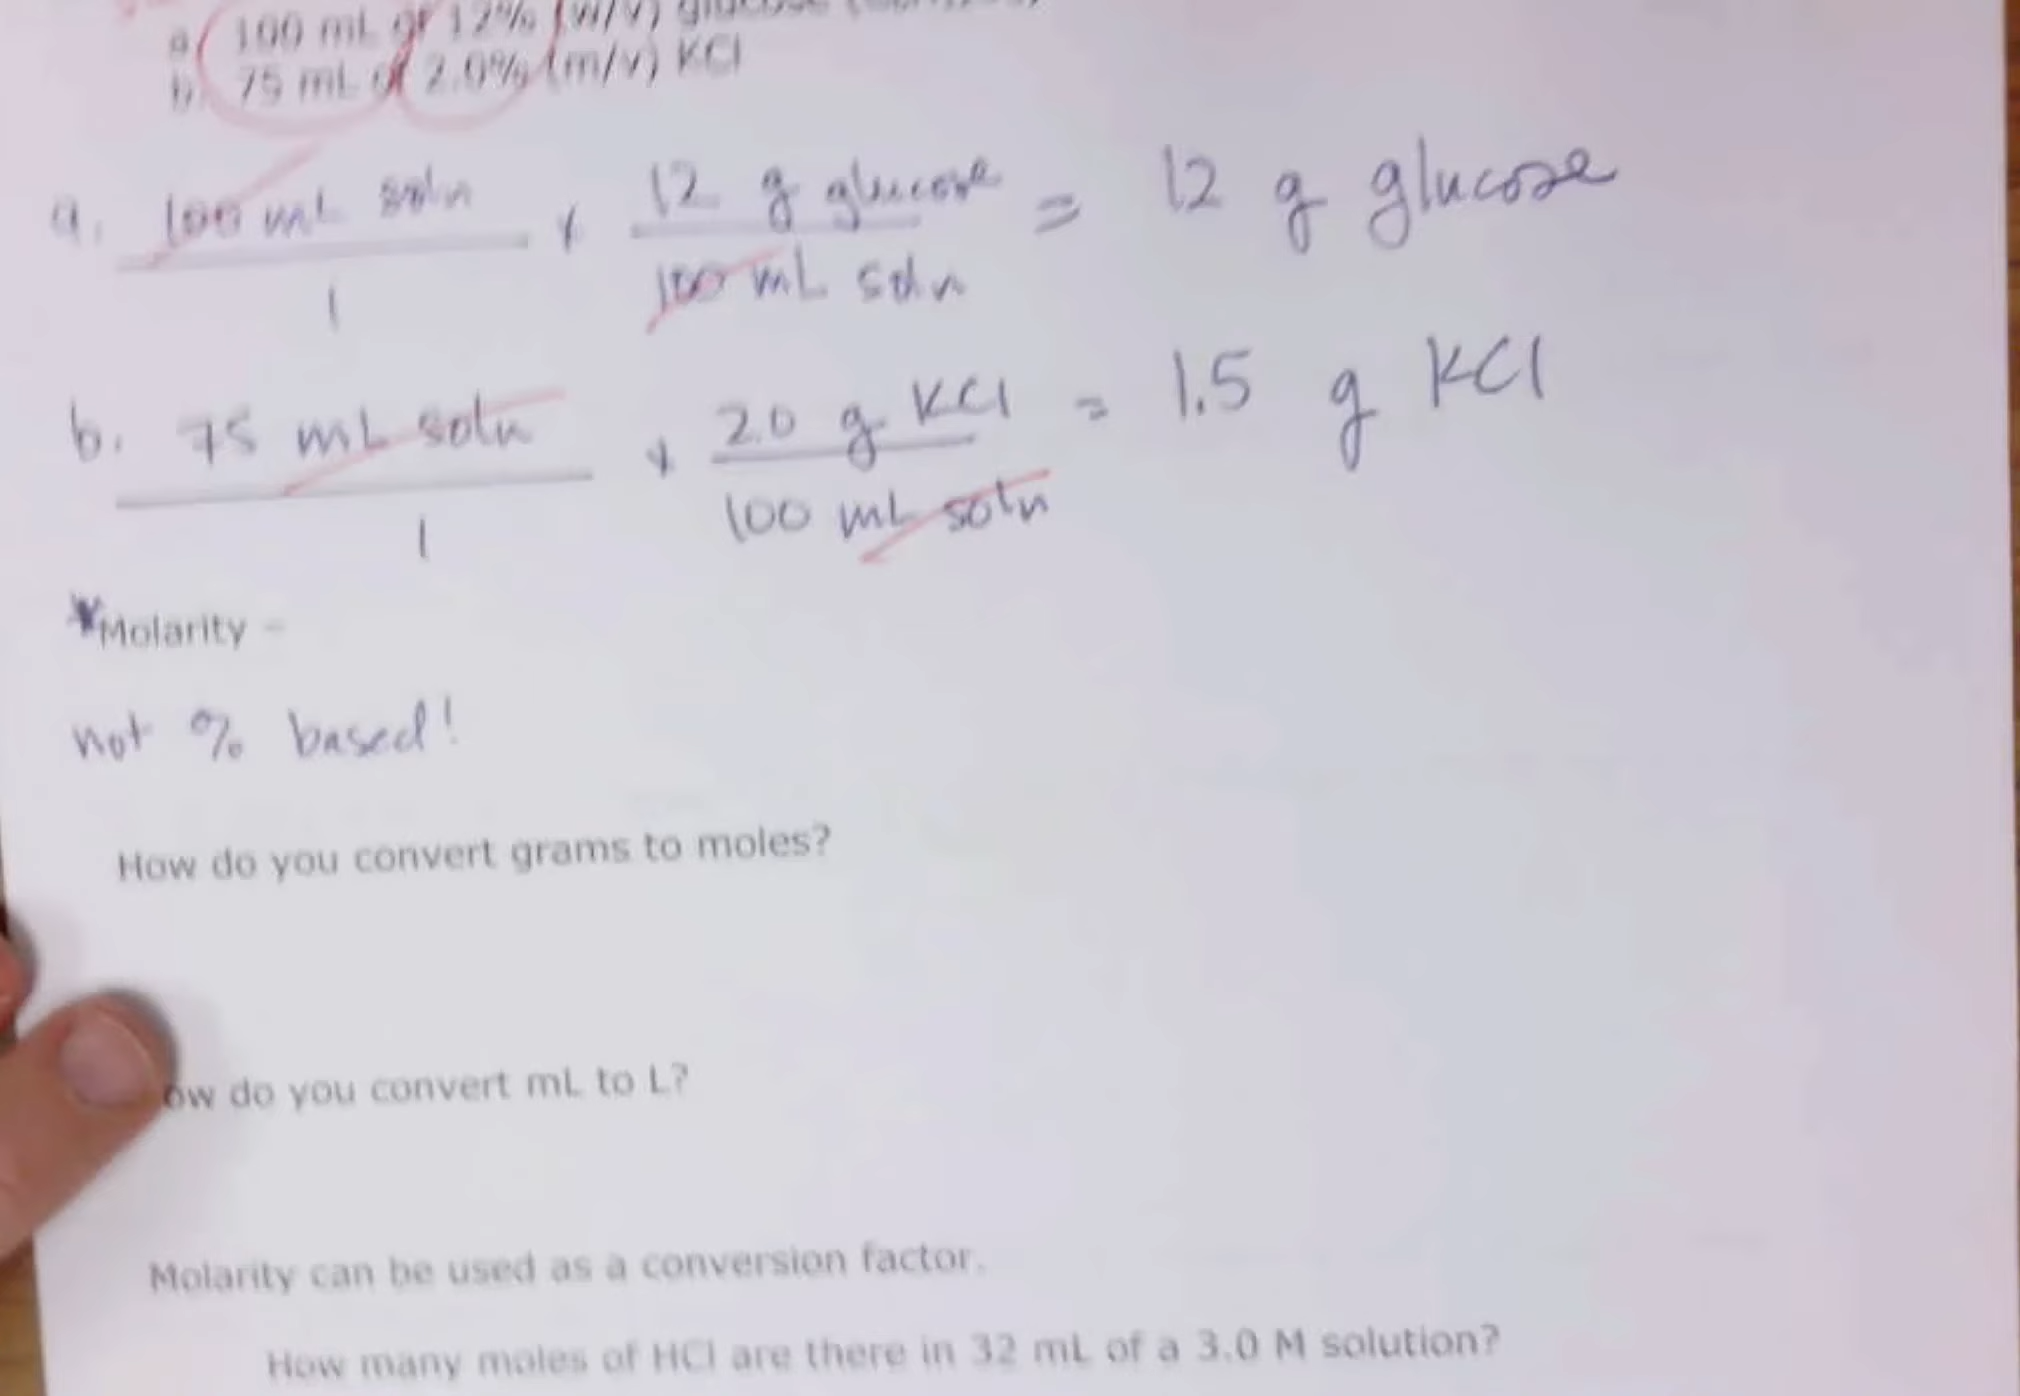 a. 100 mL of 12% (w/v) glucose
b. 75 mL of 2.0% (m/v) KCl
a. 100 mL soln / 1 x 12 g glucose / 100 mL soln = 12 g glucose
b. 75 mL soln / 1 x 2.0 g KCl / 100 mL soln = 1.5 g KCl
*Molarity -
not % based!
How do you convert grams to moles?
ow do you convert mL to L?
Molarity can be used as a conversion factor.
How many moles of HCl are there in 32 mL of a 3.0 M solution?